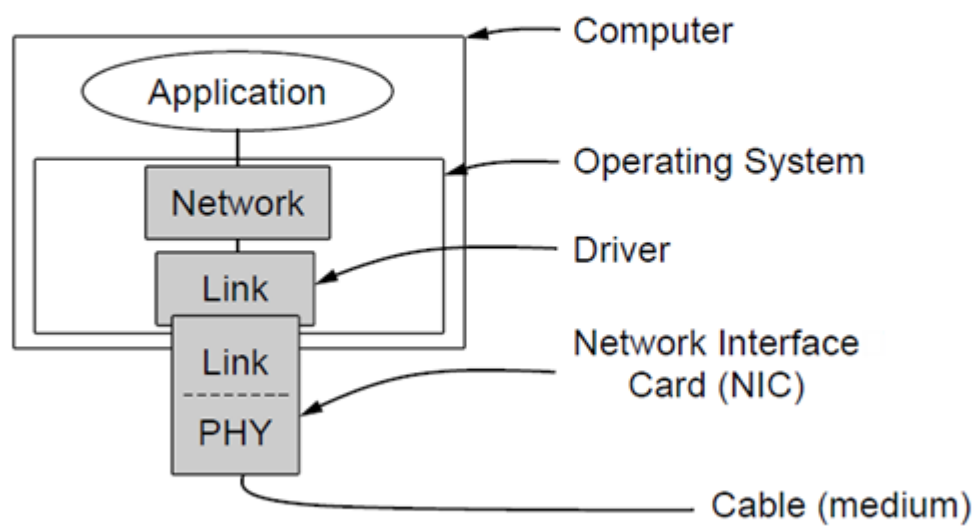 Computer
Application
Operating System
Network
Driver
Link
Network Interface
Card (NIC)
Link
PHY
Cable (medium)